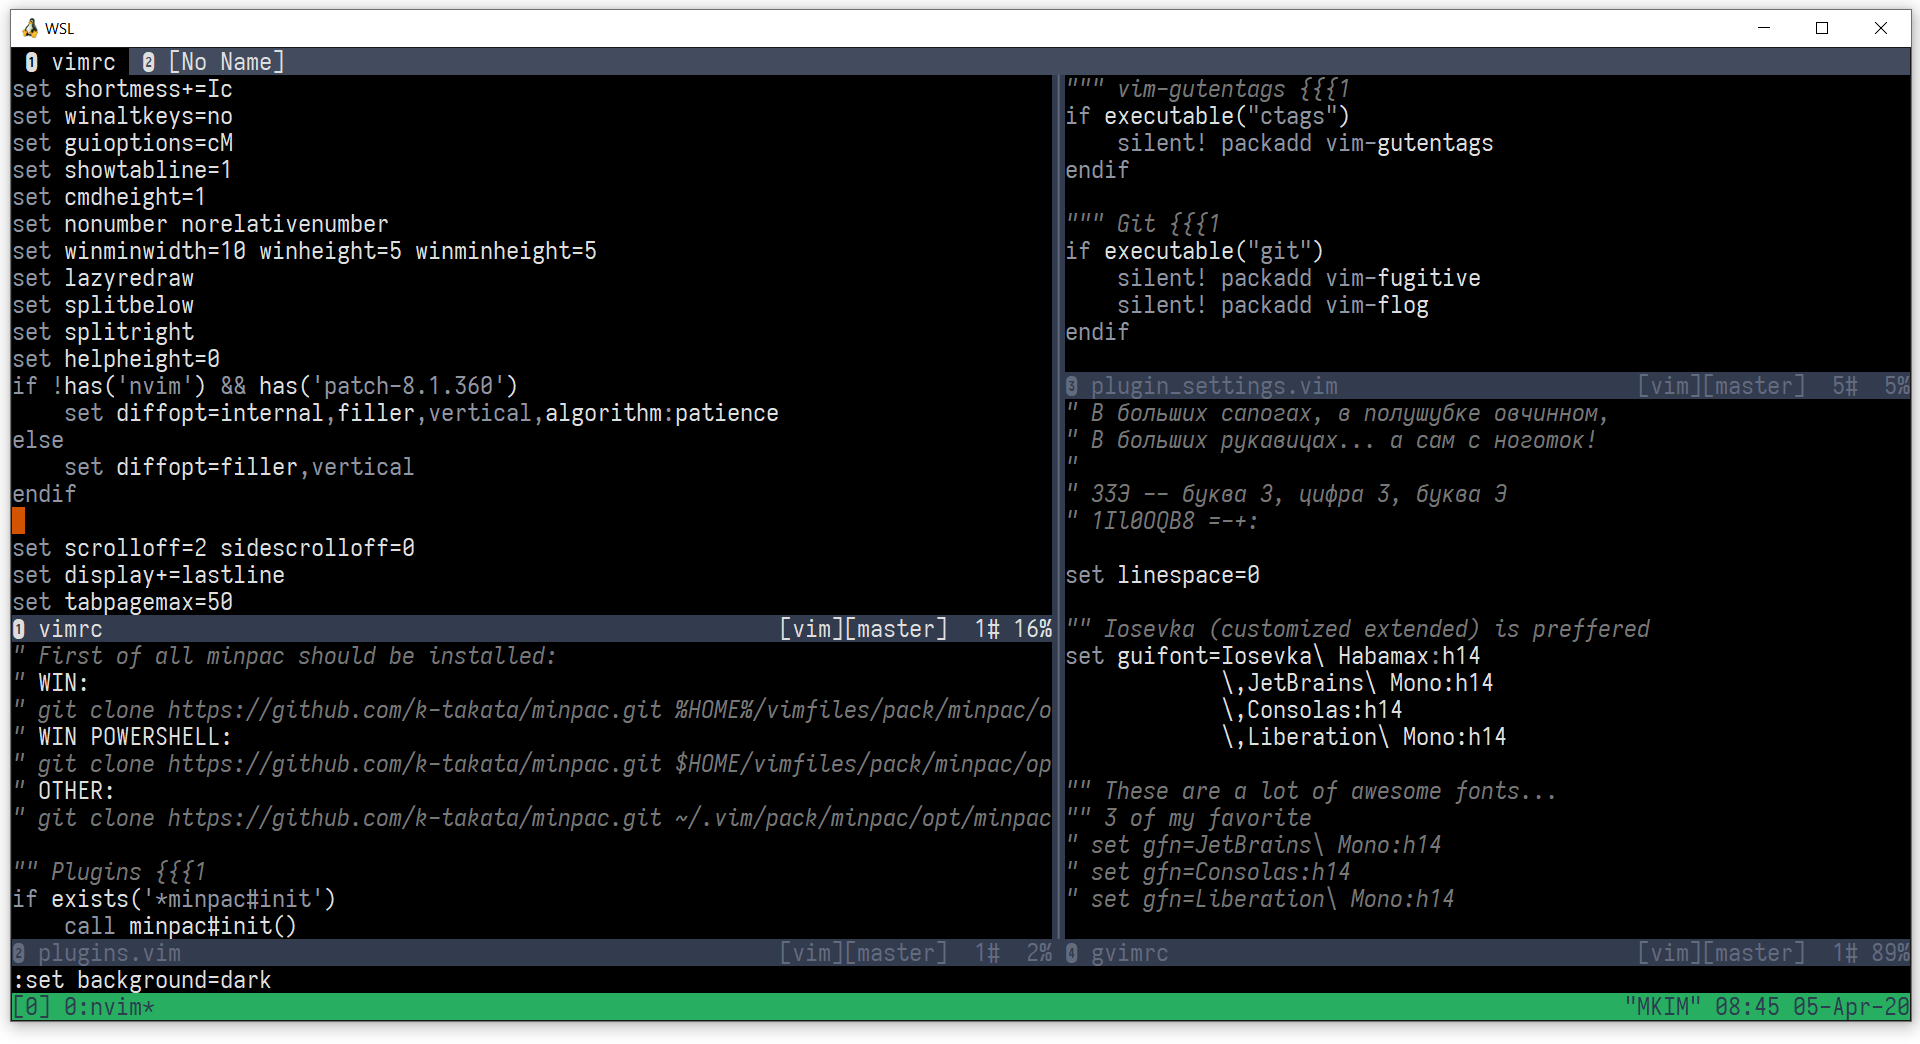 WSL
1 vimrc 2 [No Name]
set shortmess+=Ic
set winaltkeys=no
set guioptions=cM
set showtabline=1
set cmdheight=1
set nonumber norelativenumber
set winminwidth=10 winheight=5 winminheight=5
set lazyredraw
set splitbelow
set splitright
set helpheight=0
if !has('nvim') && has('patch-8.1.360')
    set diffopt=internal,filler,vertical,algorithm:patience
else
    set diffopt=filler,vertical
endif
set scrolloff=2 sidescrolloff=0
set display+=lastline
set tabpagemax=50
1 vimrc [vim][master] 1# 16%
" First of all minpac should be installed:
" WIN:
" git clone https://github.com/k-takata/minpac.git %HOME%/vimfiles/pack/minpac/o
" WIN POWERSHELL:
" git clone https://github.com/k-takata/minpac.git $HOME/vimfiles/pack/minpac/op
" OTHER:
" git clone https://github.com/k-takata/minpac.git ~/.vim/pack/minpac/opt/minpac
"" Plugins {{{1
if exists('*minpac#init')
    call minpac#init()
2 plugins.vim [vim][master] 1# 2%
""" vim-gutentags {{{1
if executable("ctags")
    silent! packadd vim-gutentags
endif
""" Git {{{1
if executable("git")
    silent! packadd vim-fugitive
    silent! packadd vim-flog
endif
3 plugin_settings.vim [vim][master] 5# 5%
" В больших сапогах, в полушубке овчинном,
" В больших рукавицах... а сам с ноготок!
"
" З3Э -- буква З, цифра 3, буква Э
" 1Il0OQB8 =-+:
set linespace=0
"" Iosevka (customized extended) is preffered
set guifont=Iosevka\ Habamax:h14
            \,JetBrains\ Mono:h14
            \,Consolas:h14
            \,Liberation\ Mono:h14
"" These are a lot of awesome fonts...
"" 3 of my favorite
" set gfn=JetBrains\ Mono:h14
" set gfn=Consolas:h14
" set gfn=Liberation\ Mono:h14
4 gvimrc [vim][master] 1# 89%
:set background=dark
[0] 0:nvim* "MKIM" 08:45 05-Apr-20